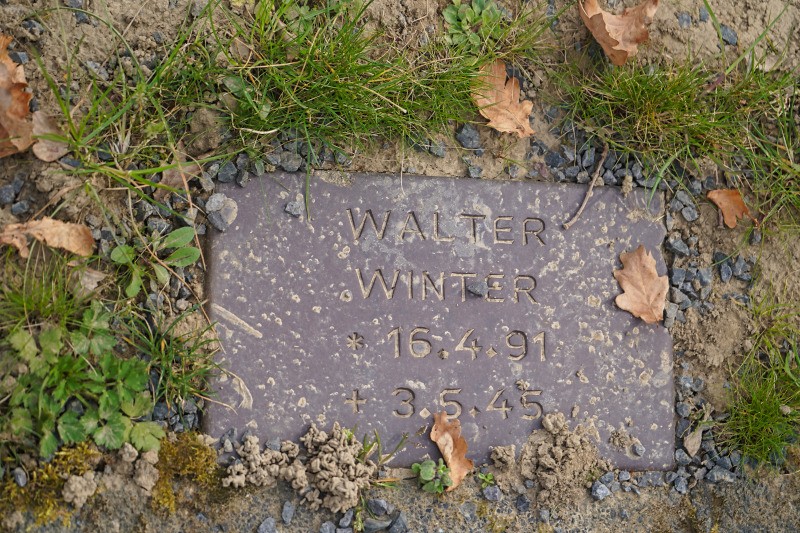 WALTER
WINTER
* 16.4.91
+ 3.5.45